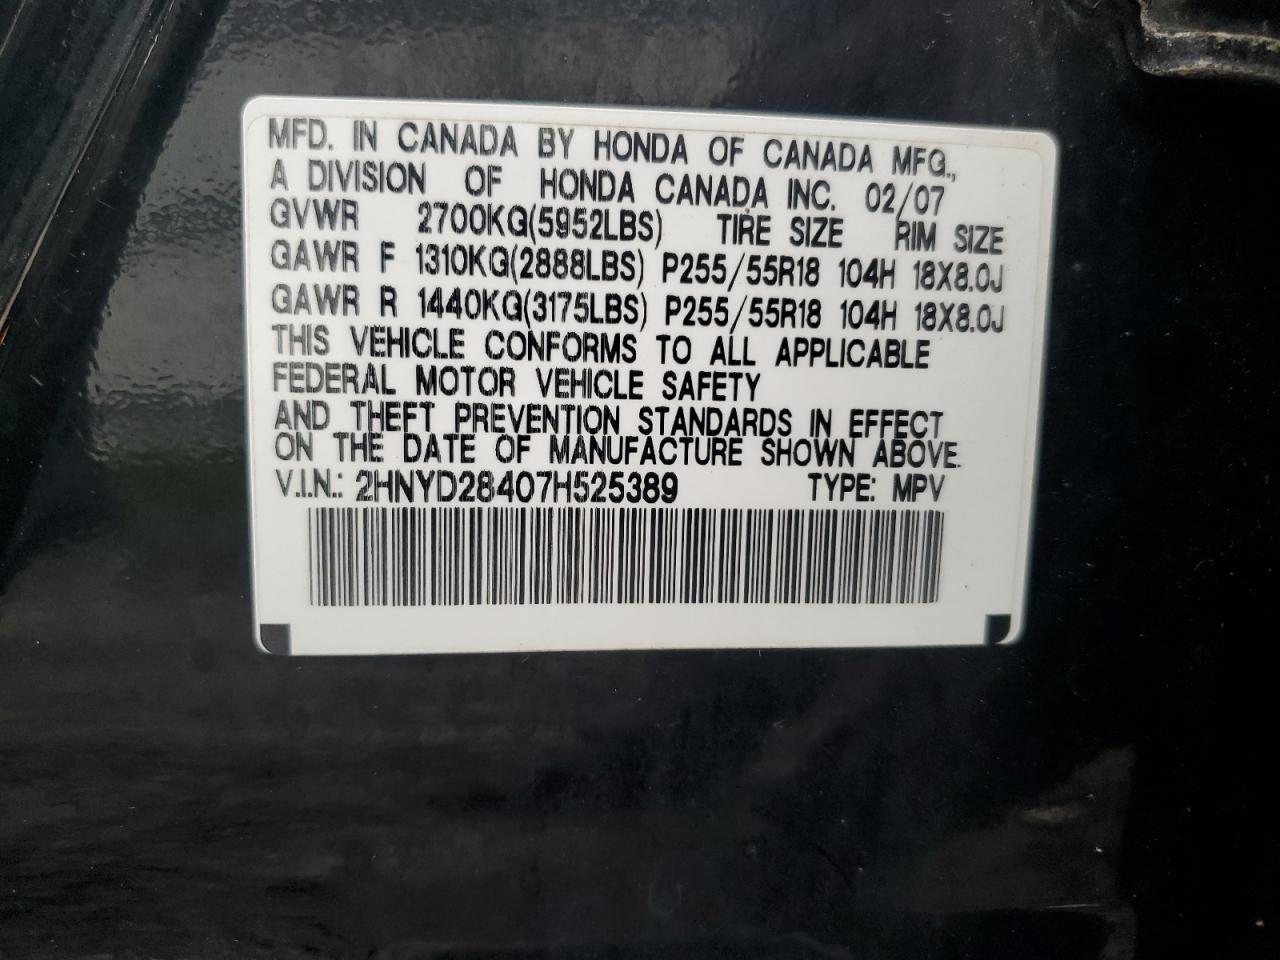 MFD. IN CANADA BY HONDA OF CANADA MFG.,
A DIVISION OF HONDA CANADA INC. 02/07
GVWR 2700KG(5952LBS) TIRE SIZE RIM SIZE
GAWR F 1310KG(2888LBS) P255/55R18 104H 18X8.0J
GAWR R 1440KG(3175LBS) P255/55R18 104H 18X8.0J
THIS VEHICLE CONFORMS TO ALL APPLICABLE
FEDERAL MOTOR VEHICLE SAFETY
AND THEFT PREVENTION STANDARDS IN EFFECT
ON THE DATE OF MANUFACTURE SHOWN ABOVE.
V.I.N.: 2HNYD28407H525389 TYPE: MPV